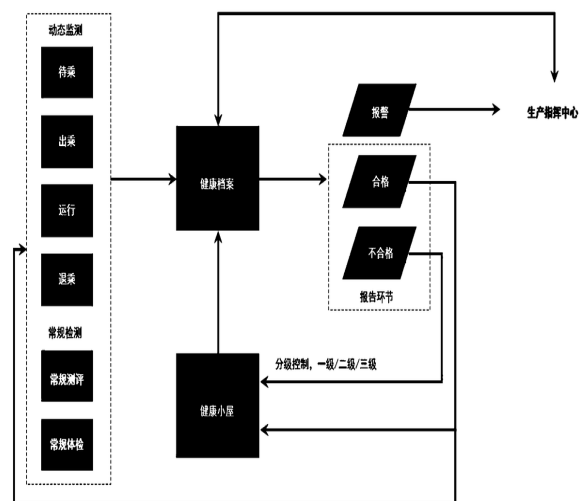 动态监测
待乘
出乘
运行
退乘
常规检测
常规测评
常规体检
健康档案
健康小屋
报警
合格
不合格
报告环节
生产指挥中心
分级控制，一级/二级/三级